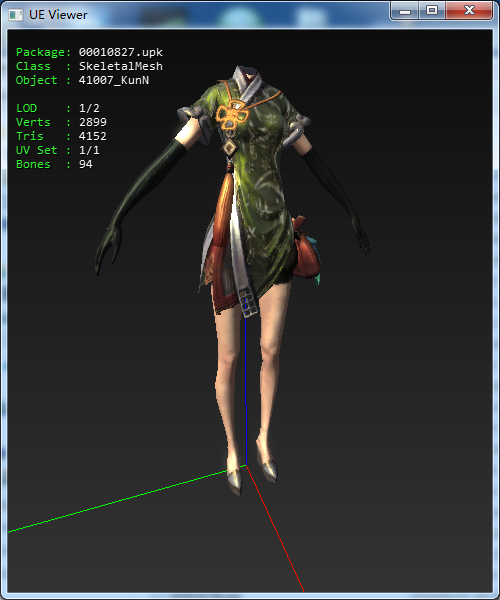 UE Viewer
Package: 00010827.upk
Class : SkeletalMesh
Object : 41007_KunN
LOD : 1/2
Verts : 2899
Tris : 4152
UV Set : 1/1
Bones : 94